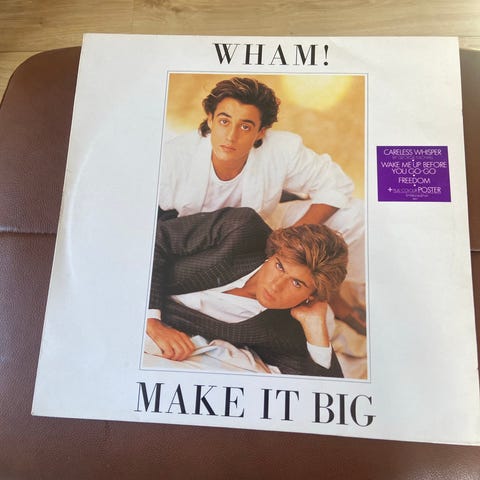 WHAM!
CARELESS WHISPER
WAKE ME UP BEFORE
YOU GO-GO
FREEDOM
+ POSTER
MAKE IT BIG